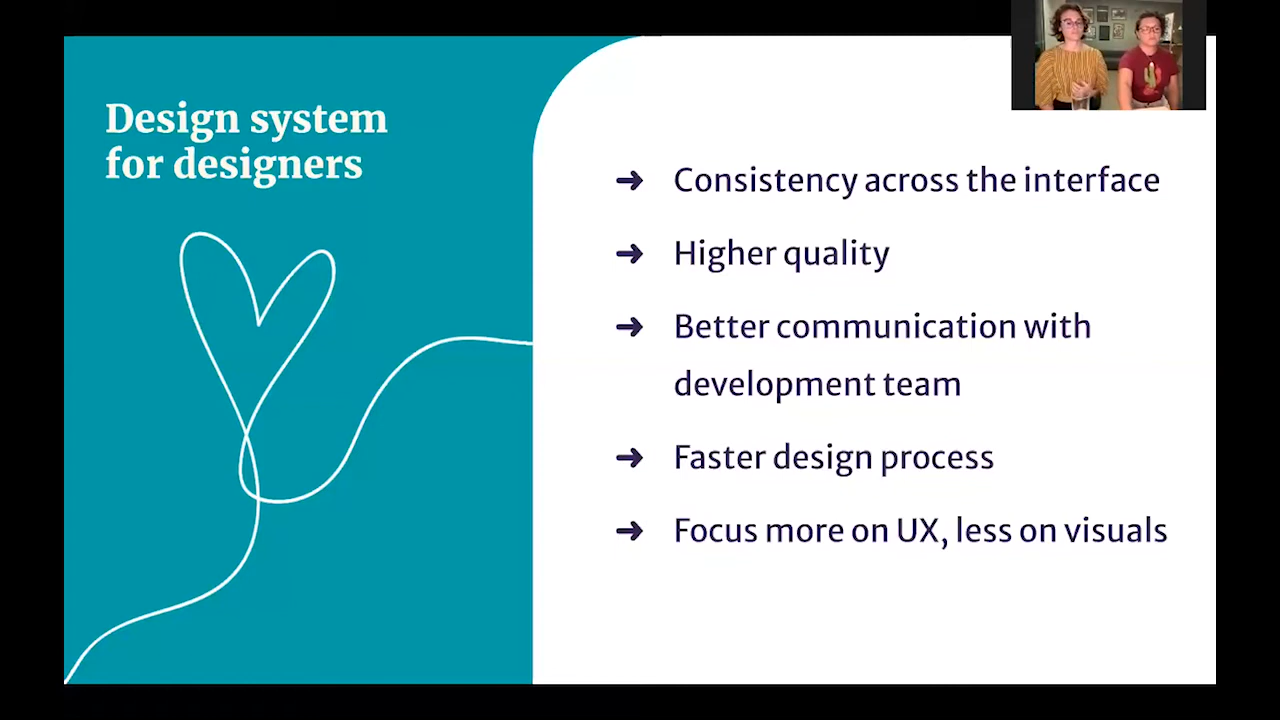 Design system
for designers
➜ Consistency across the interface
➜ Higher quality
➜ Better communication with
development team
➜ Faster design process
➜ Focus more on UX, less on visuals